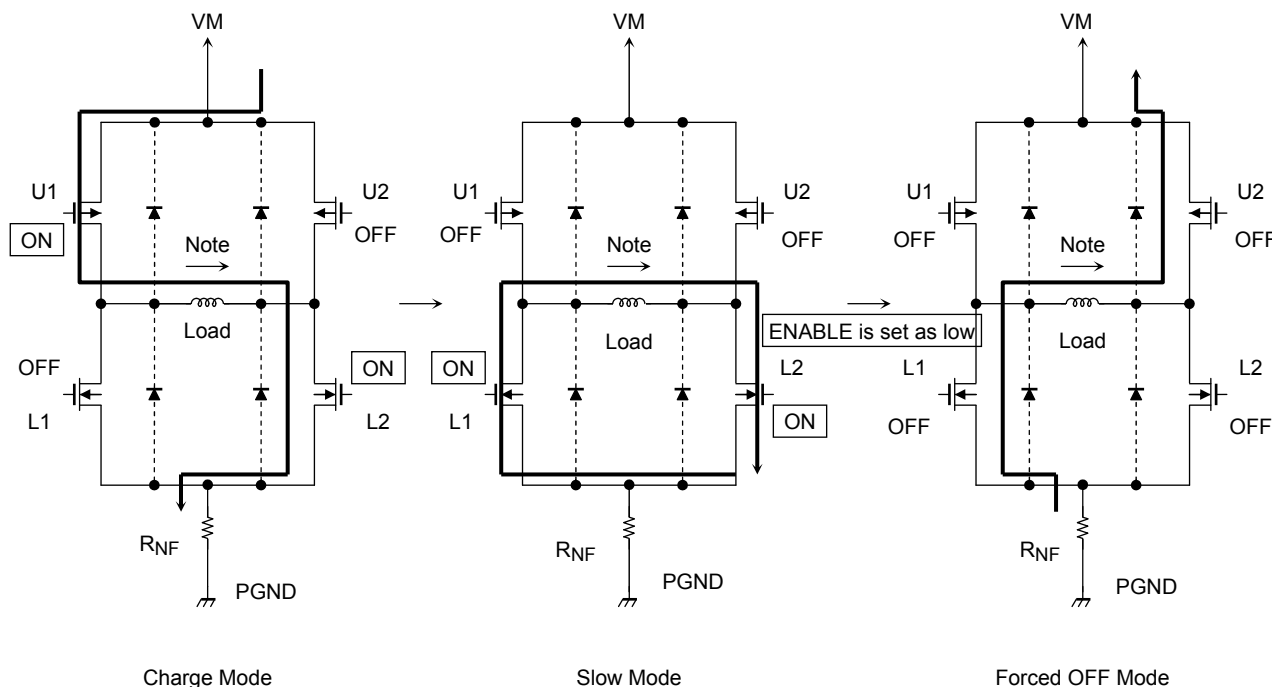 VM
U1
ON
U2
OFF
Note
Load
OFF
L1
ON
L2
RNF
PGND
Charge Mode
VM
U1
OFF
U2
OFF
Note
Load
ON
L1
L2
ON
RNF
PGND
Slow Mode
ENABLE is set as low
VM
U1
OFF
U2
OFF
Note
Load
L1
OFF
L2
OFF
RNF
PGND
Forced OFF Mode